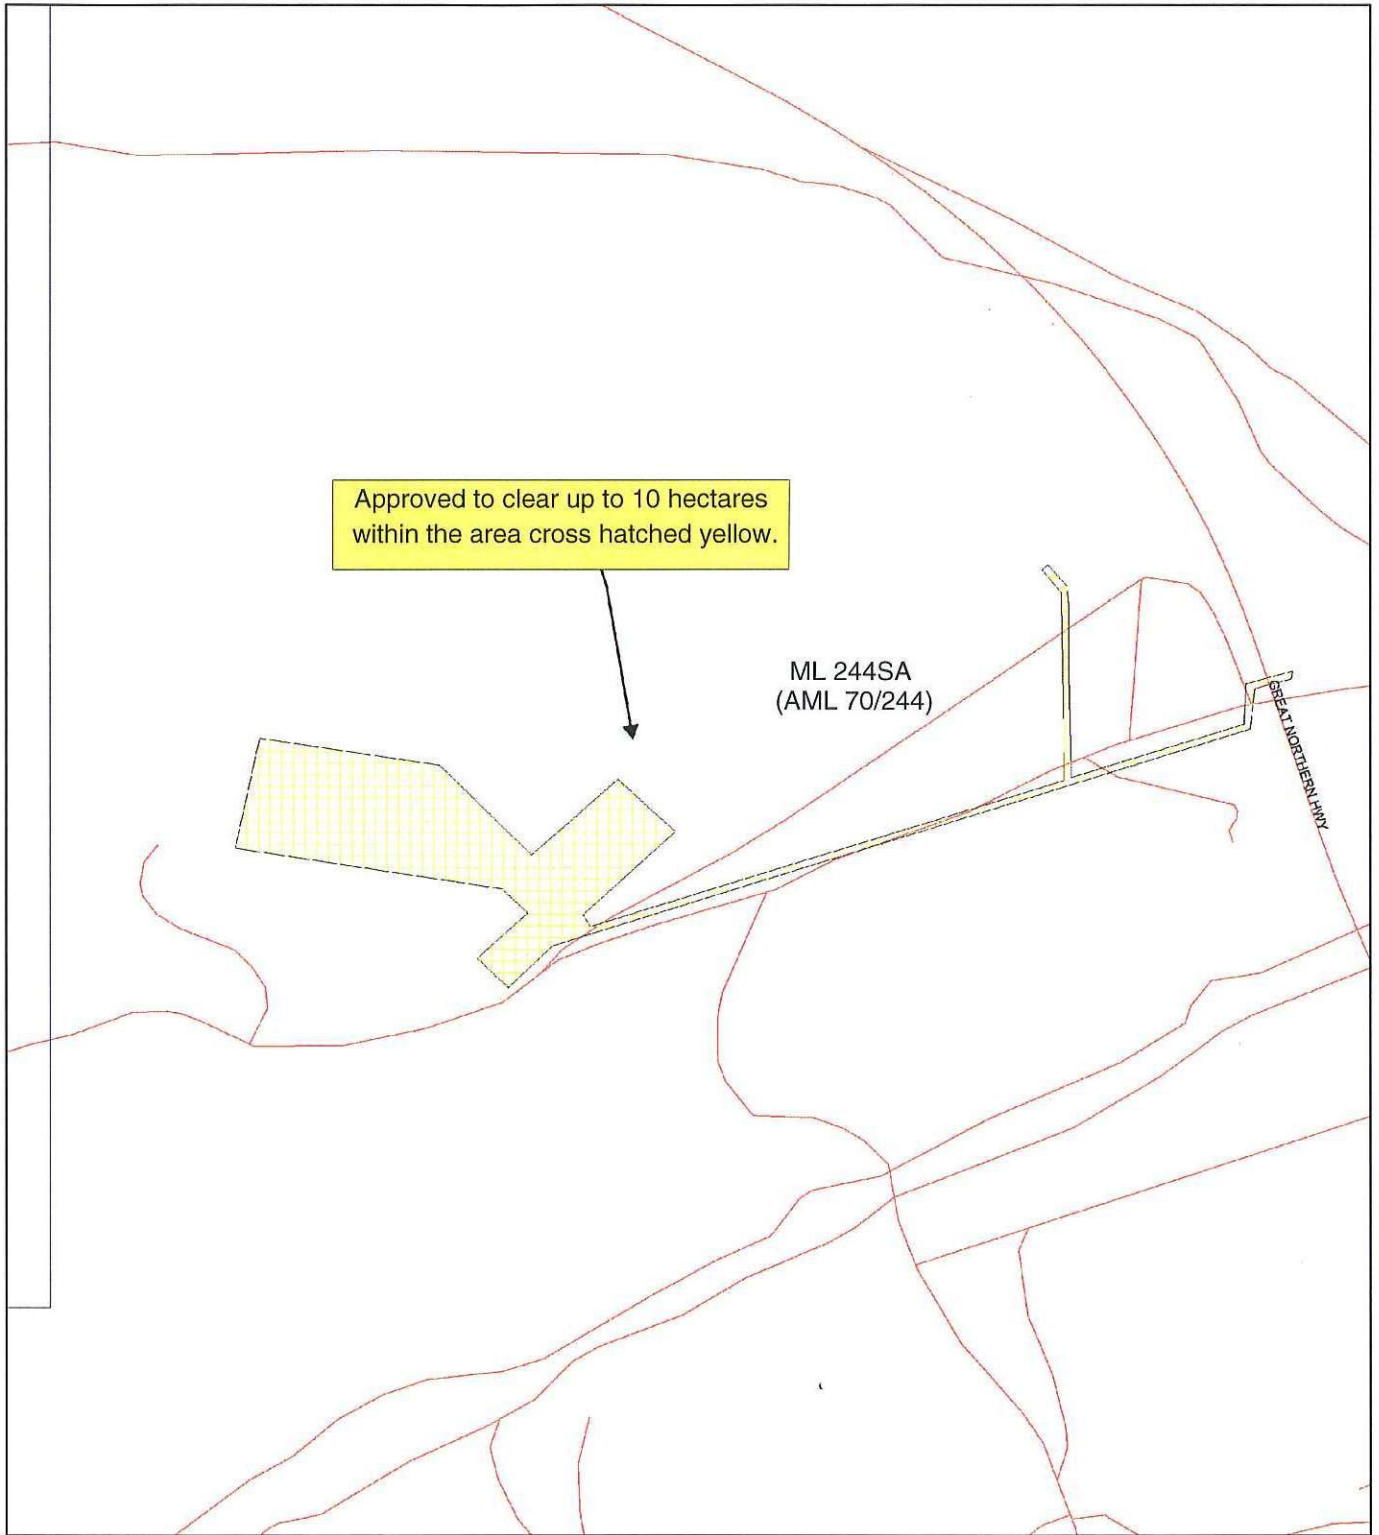 Approved to clear up to 10 hectares
within the area cross hatched yellow.
ML 244SA
(AML 70/244)
GREAT NORTHERN HWY